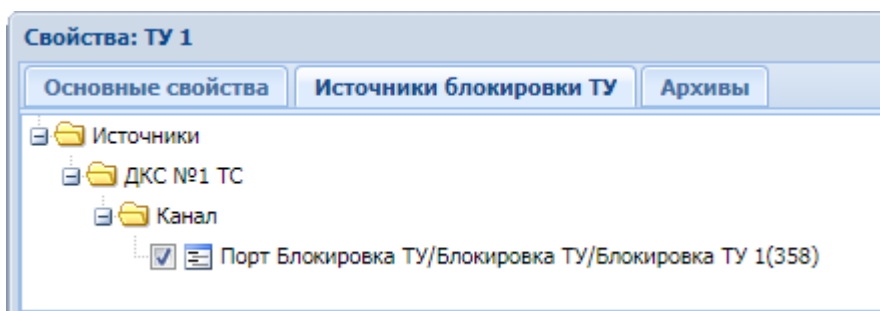 Свойства: ТУ 1
Основные свойства Источники блокировки ТУ Архивы
Источники
ДКС №1 ТС
Канал
Порт Блокировка ТУ/Блокировка ТУ/Блокировка ТУ 1(358)